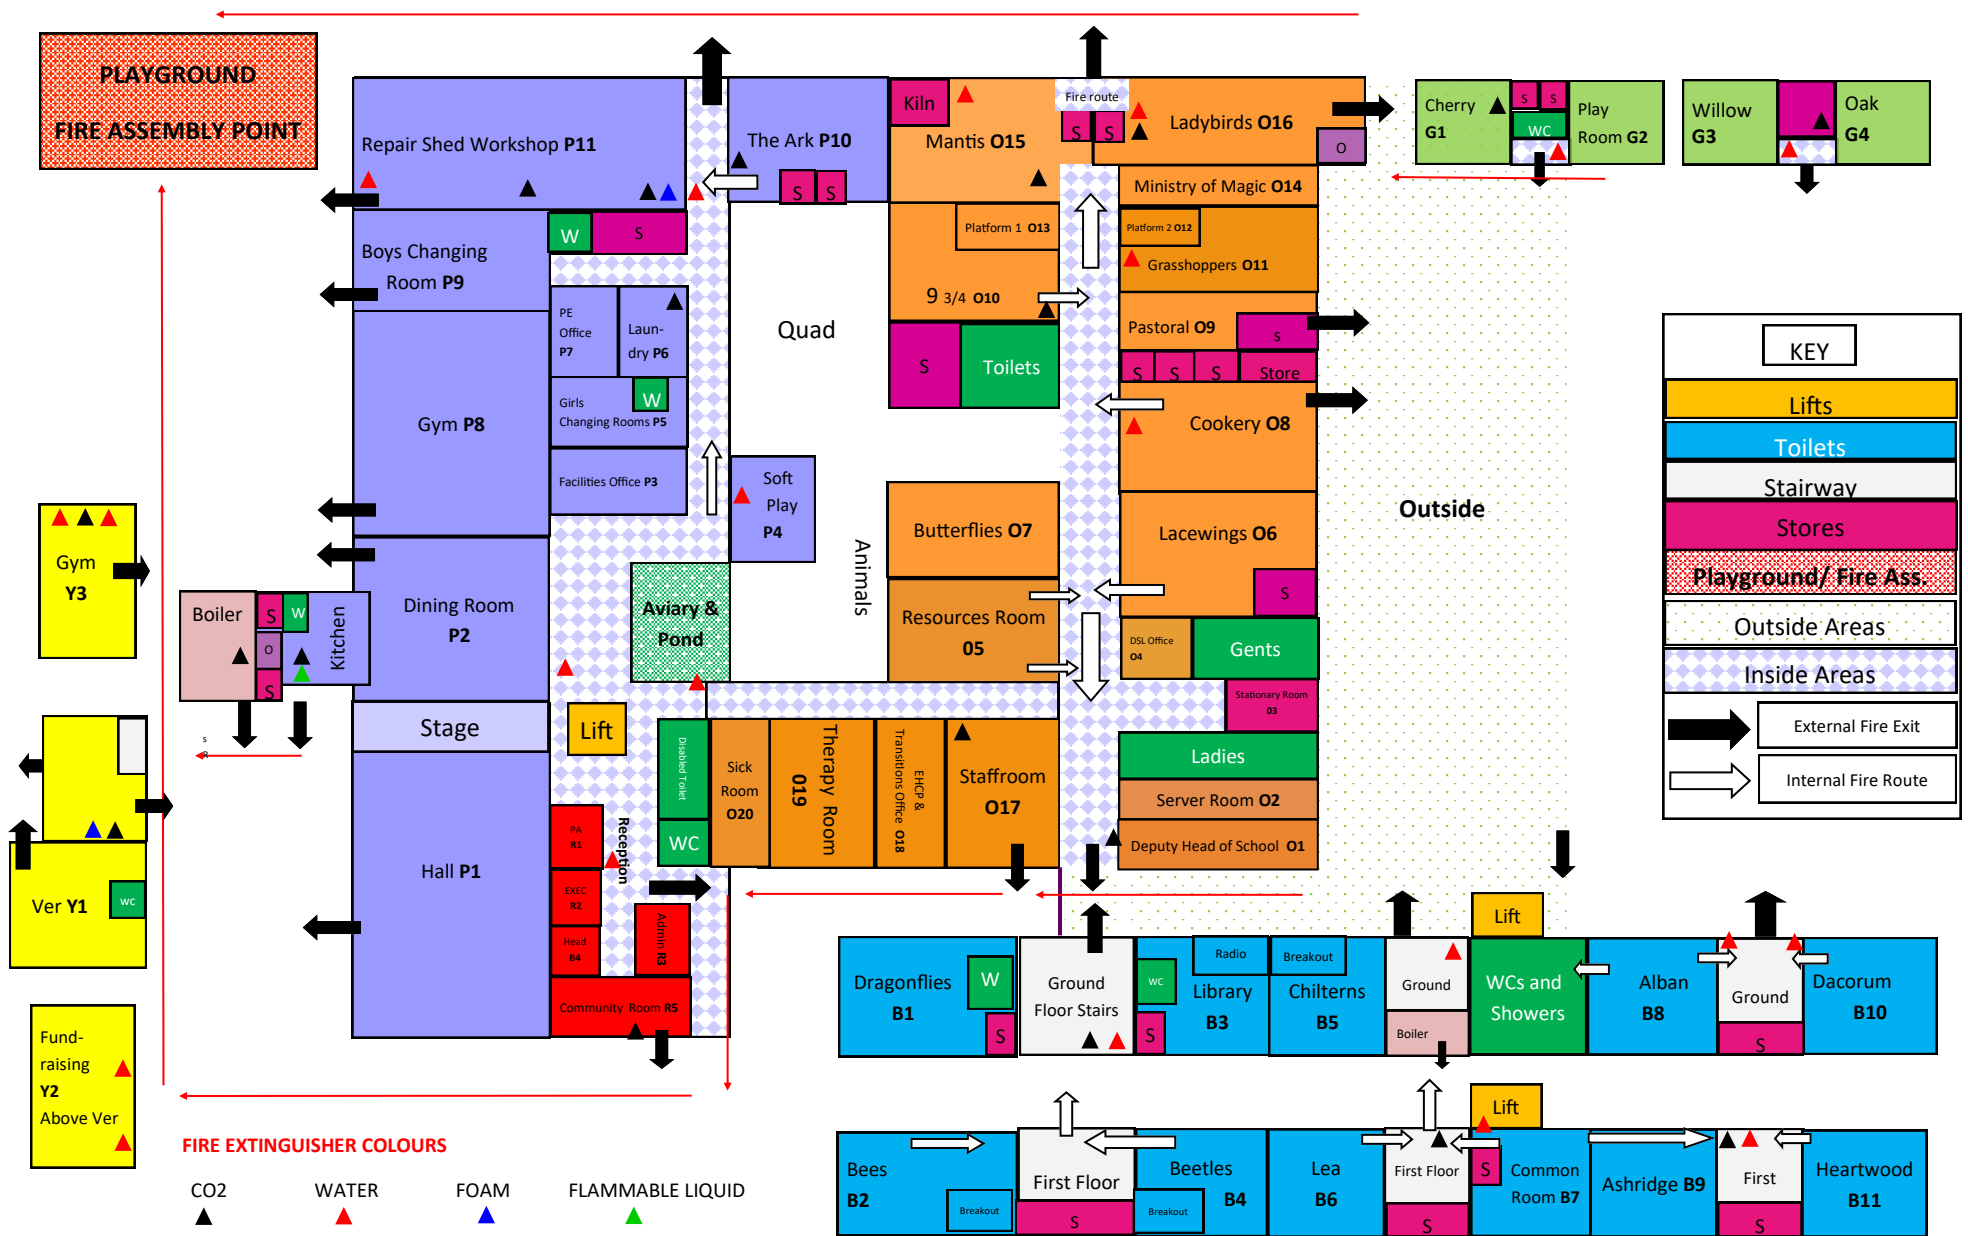 PLAYGROUND
FIRE ASSEMBLY POINT
Repair Shed Workshop P11
The Ark P10
S
S
Kiln
Mantis O15
Fire route
S
S
Ladybirds O16
O
Cherry
G1
S
S
WC
Play
Room G2
Willow
G3
Oak
G4
Ministry of Magic O14
Boys Changing
Room P9
W
S
Platform 1 O13
Platform 2 O12
Grasshoppers O11
9 3/4 O10
PE
Office
P7
Laun-
dry P6
Quad
Pastoral O9
s
S
Toilets
S
S
S
Store
Girls
Changing Rooms P5
W
Gym P8
Cookery O8
Facilities Office P3
Soft
Play
P4
Animals
Butterflies O7
Lacewings O6
S
Outside
KEY
Lifts
Toilets
Stairway
Stores
Playground/ Fire Ass.
Outside Areas
Inside Areas
External Fire Exit
Internal Fire Route
Gym
Y3
Boiler
S
W
O
S
Kitchen
Dining Room
P2
Aviary &
Pond
Resources Room
05
DSL Office
O4
Gents
Stationary Room
03
Stage
Lift
Disabled Toilet
WC
Sick
Room
O20
Therapy Room
O19
EHCP &
Transitions Office O18
Staffroom
O17
Ladies
Server Room O2
Deputy Head of School O1
s
R
Ver Y1
WC
Hall P1
PA
R1
Reception
EXEC
R2
Head
B4
Admin R3
Community Room R5
Fund-
raising
Y2
Above Ver
Dragonflies
B1
W
S
Ground
Floor Stairs
WC
S
Radio
Library
B3
Breakout
Chilterns
B5
Ground
Boiler
Lift
WCs and
Showers
Alban
B8
Ground
S
Dacorum
B10
Bees
B2
Breakout
First Floor
S
Beetles
B4
Breakout
Lea
B6
First Floor
S
Lift
S
Common
Room B7
Ashridge B9
First
S
Heartwood
B11
FIRE EXTINGUISHER COLOURS
CO2
WATER
FOAM
FLAMMABLE LIQUID